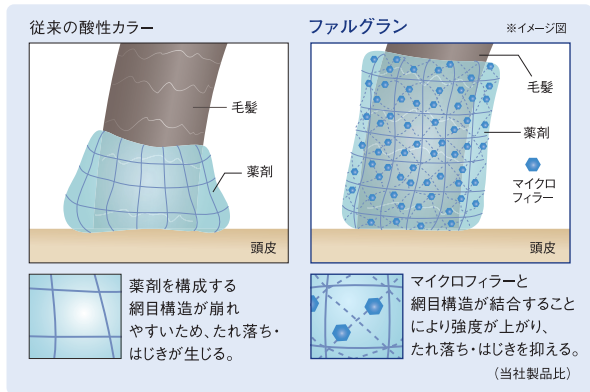 従来の酸性カラー
毛髪
薬剤
頭皮
薬剤を構成する
網目構造が崩れ
やすいため、たれ落ち・
はじきが生じる。
ファルグラン
※イメージ図
毛髪
薬剤
マイクロ
フィラー
頭皮
マイクロフィラーと
網目構造が結合すること
により強度が上がり、
たれ落ち・はじきを抑える。
（当社製品比）